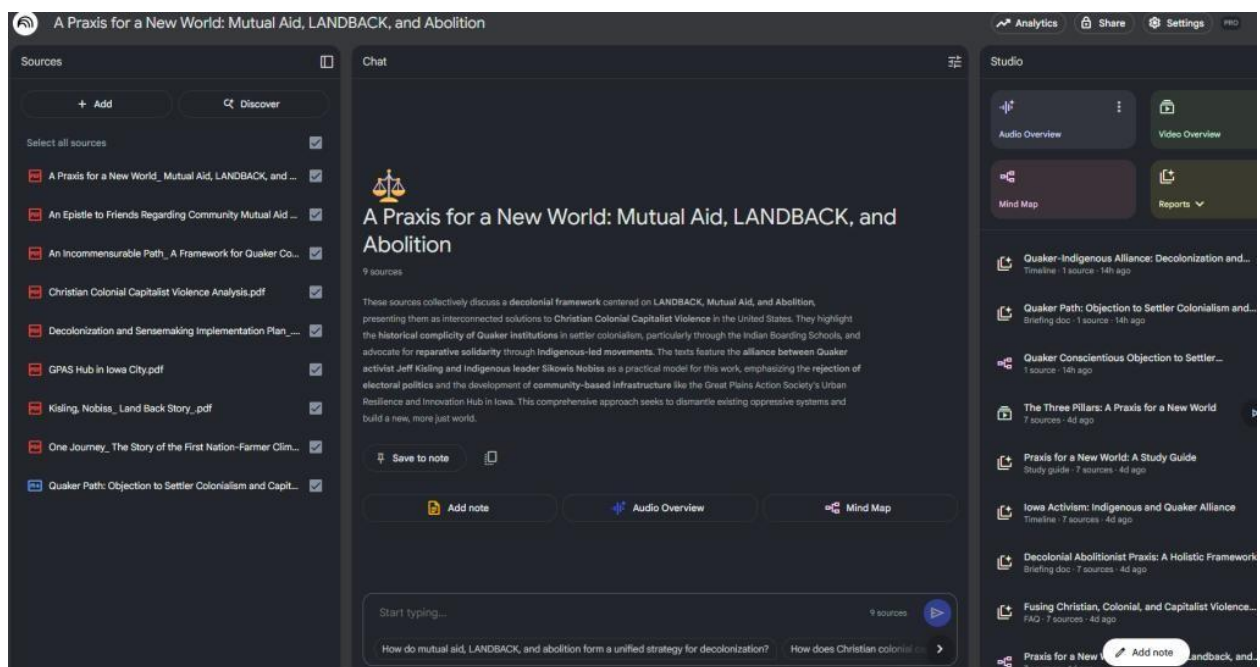 A Praxis for a New World: Mutual Aid, LANDBACK, and Abolition
Analytics
Share
Settings
PRO
Sources
+ Add
Discover
Select all sources
A Praxis for a New World_ Mutual Aid, LANDBACK, and ...
An Epistle to Friends Regarding Community Mutual Aid ...
An Incommensurable Path_ A Framework for Quaker Co...
Christian Colonial Capitalist Violence Analysis.pdf
Decolonization and Sensemaking Implementation Plan_....
GPAS Hub in Iowa City.pdf
Kisling, Nobiss_ Land Back Story_.pdf
One Journey_ The Story of the First Nation-Farmer Clim...
Quaker Path: Objection to Settler Colonialism and Capit...
Chat
A Praxis for a New World: Mutual Aid, LANDBACK, and
Abolition
9 sources
These sources collectively discuss a decolonial framework centered on LANDBACK, Mutual Aid, and Abolition,
presenting them as interconnected solutions to Christian Colonial Capitalist Violence in the United States. They highlight
the historical complicity of Quaker institutions in settler colonialism, particularly through the Indian Boarding Schools, and
advocate for reparative solidarity through Indigenous-led movements. The texts feature the alliance between Quaker
activist Jeff Kisling and Indigenous leader Sikowis Nobiss as a practical model for this work, emphasizing the rejection of
electoral politics and the development of community-based infrastructure like the Great Plains Action Society's Urban
Resilience and Innovation Hub in Iowa. This comprehensive approach seeks to dismantle existing oppressive systems and
build a new, more just world.
Save to note
Add note
Audio Overview
Mind Map
Start typing...
9 sources
How do mutual aid, LANDBACK, and abolition form a unified strategy for decolonization?
How does Christian colonial
Studio
Audio Overview
Video Overview
Mind Map
Reports
Quaker-Indigenous Alliance: Decolonization and...
Timeline · 1 source · 14h ago
Quaker Path: Objection to Settler Colonialism and...
Briefing doc · 1 source · 14h ago
Quaker Conscientious Objection to Settler...
1 source · 14h ago
The Three Pillars: A Praxis for a New World
7 sources · 4d ago
Praxis for a New World: A Study Guide
Study guide · 7 sources · 4d ago
Iowa Activism: Indigenous and Quaker Alliance
Timeline · 7 sources · 4d ago
Decolonial Abolitionist Praxis: A Holistic Framework
Briefing doc · 7 sources · 4d ago
Fusing Christian, Colonial, and Capitalist Violence...
FAQ · 7 sources · 4d ago
Praxis for a New
Landback, and...
Add note